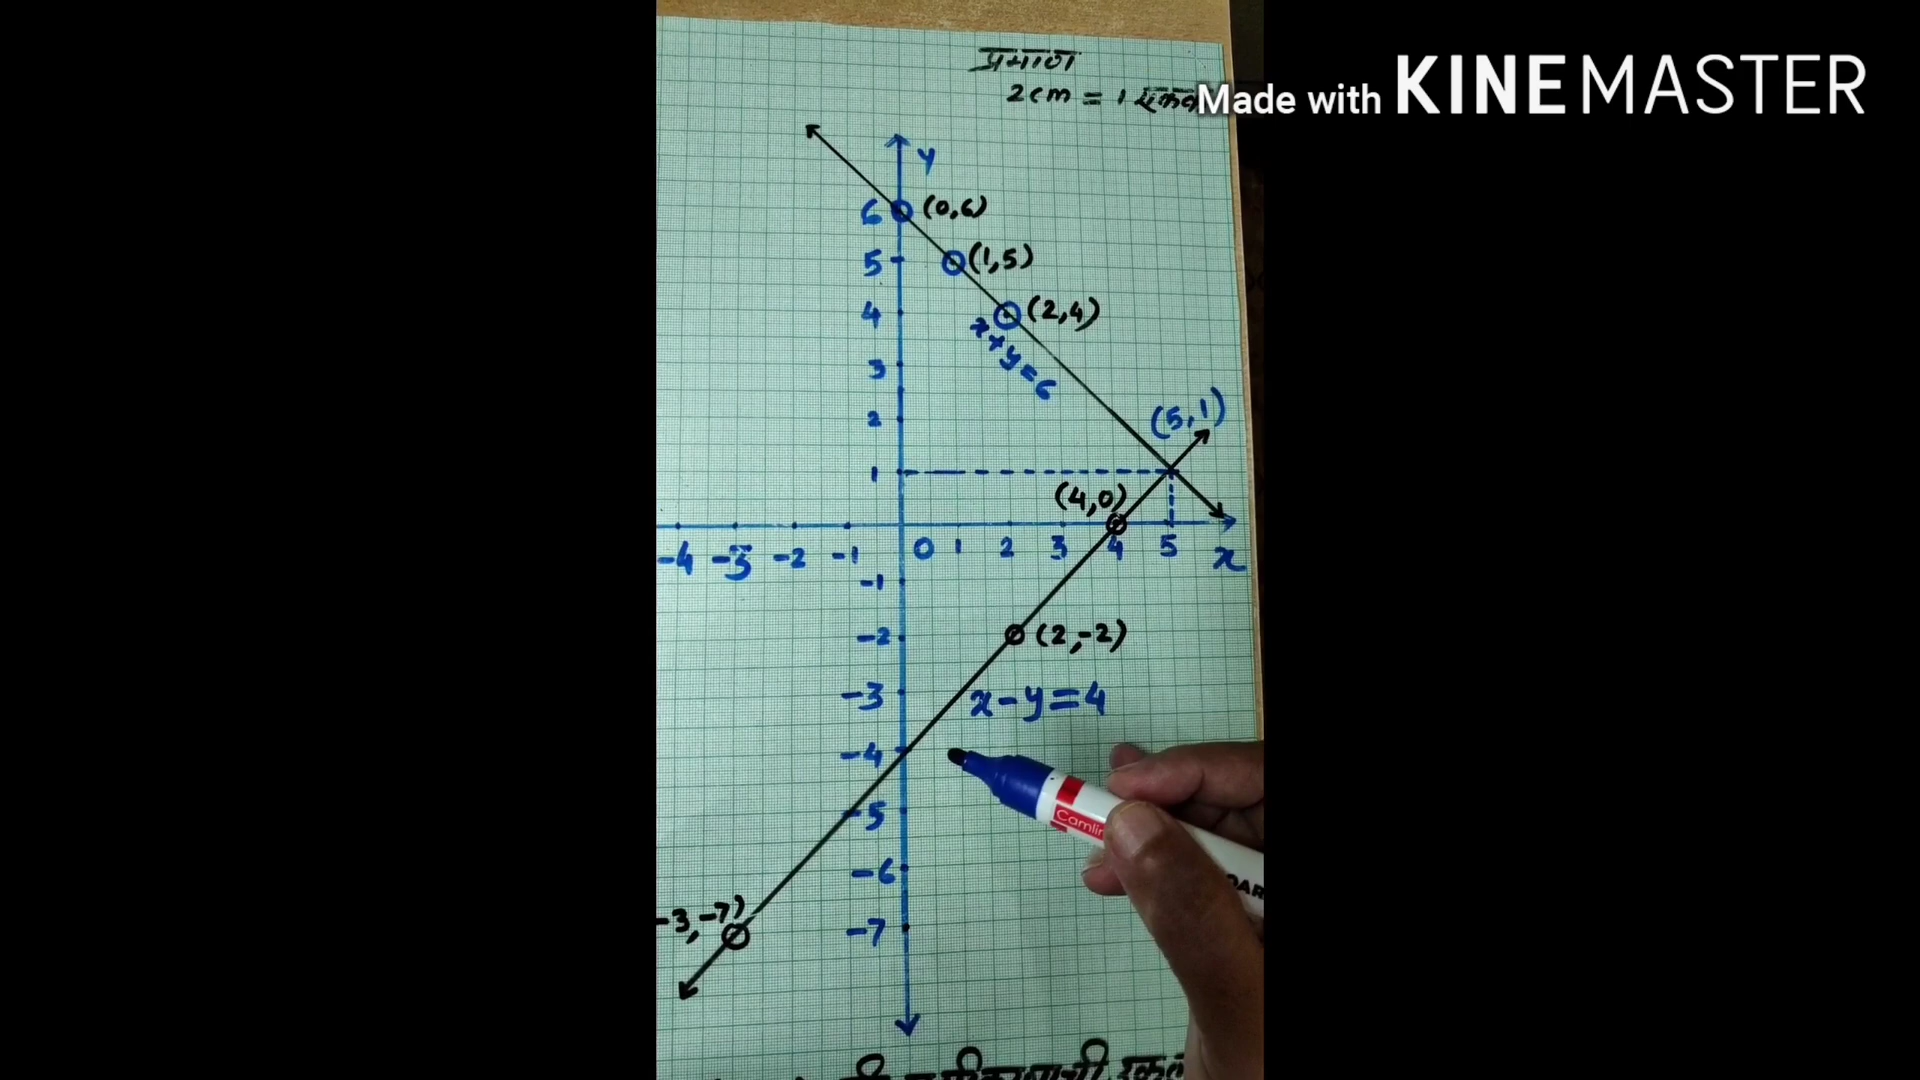 प्रमाण
2cm = 1
Made with KINEMASTER
y
6 (0,6)
5 (1,5)
4 (2,4)
x+y=6
3
(5,1)
2
1
(4,0)
-4 -3 -2 -1 0 1 2 3 4 5 x
-1
-2 (2,-2)
-3 x-y=4
-4
Camlin
-5
-6
-3,-7)
-7